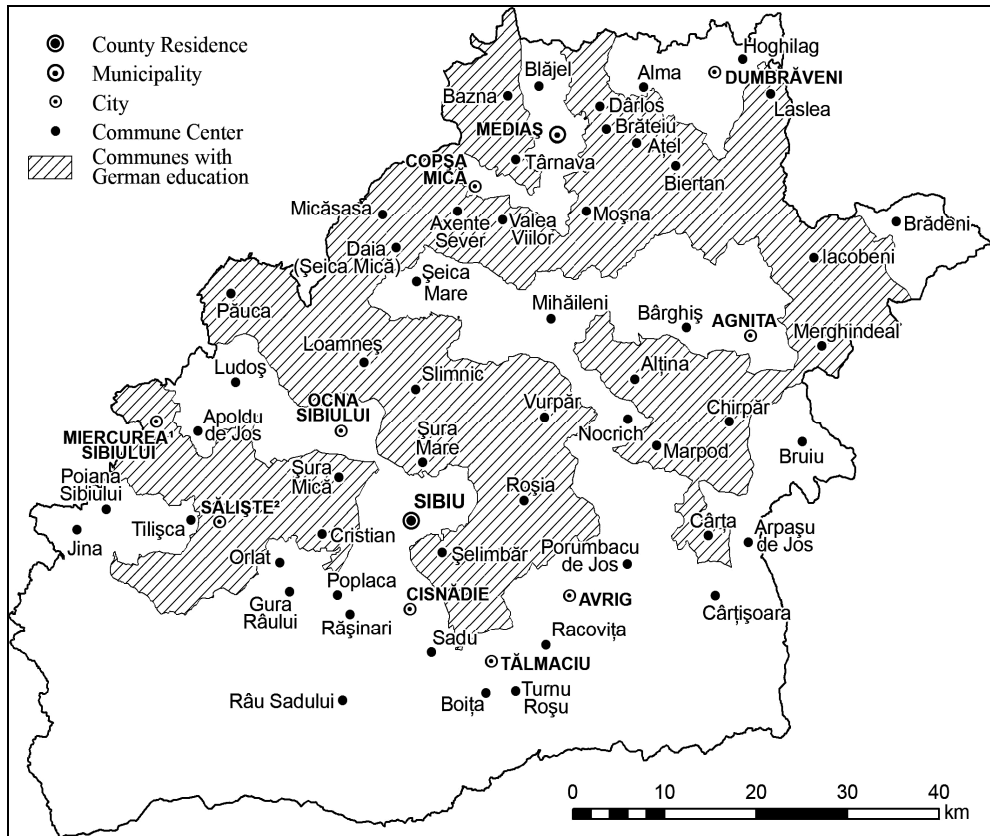 County Residence
Municipality
City
Commune Center
Communes with
German education
Hoghilag
Blăjel
Alma
DUMBRĂVENI
Bazna
Laslea
Dârlos
Brăteiu
MEDIAŞ
Aţel
COPŞA
MICĂ
Târnava
Biertan
Micăsasa
Axente
Sever
Valea
Viilor
Moşna
Brădeni
Daia
(Şeica Mică)
Iacobeni
Şeica
Mare
Păuca
Mihăileni
Bârghiş
AGNITA
Merghindeal
Loamneş
Ludoş
Slimnic
Alţina
OCNA
SIBIULUI
Vurpăr
Chirpăr
Apoldu
de Jos
Nocrich
MIERCUREA¹
SIBIULUI
Şura
Mare
Marpod
Bruiu
Poiana
Sibiului
Şura
Mică
SIBIU
Roşia
SĂLIŞTE²
Tilişca
Jina
Cristian
Cârţa
Arpaşu
de Jos
Orlat
Şelimbăr
Porumbacu
de Jos
Poplaca
CISNĂDIE
AVRIG
Gura
Râului
Răşinari
Cârţişoara
Sadu
Racoviţa
TĂLMACIU
Râu Sadului
Boiţa
Turnu
Roşu
0 10 20 30 40
km